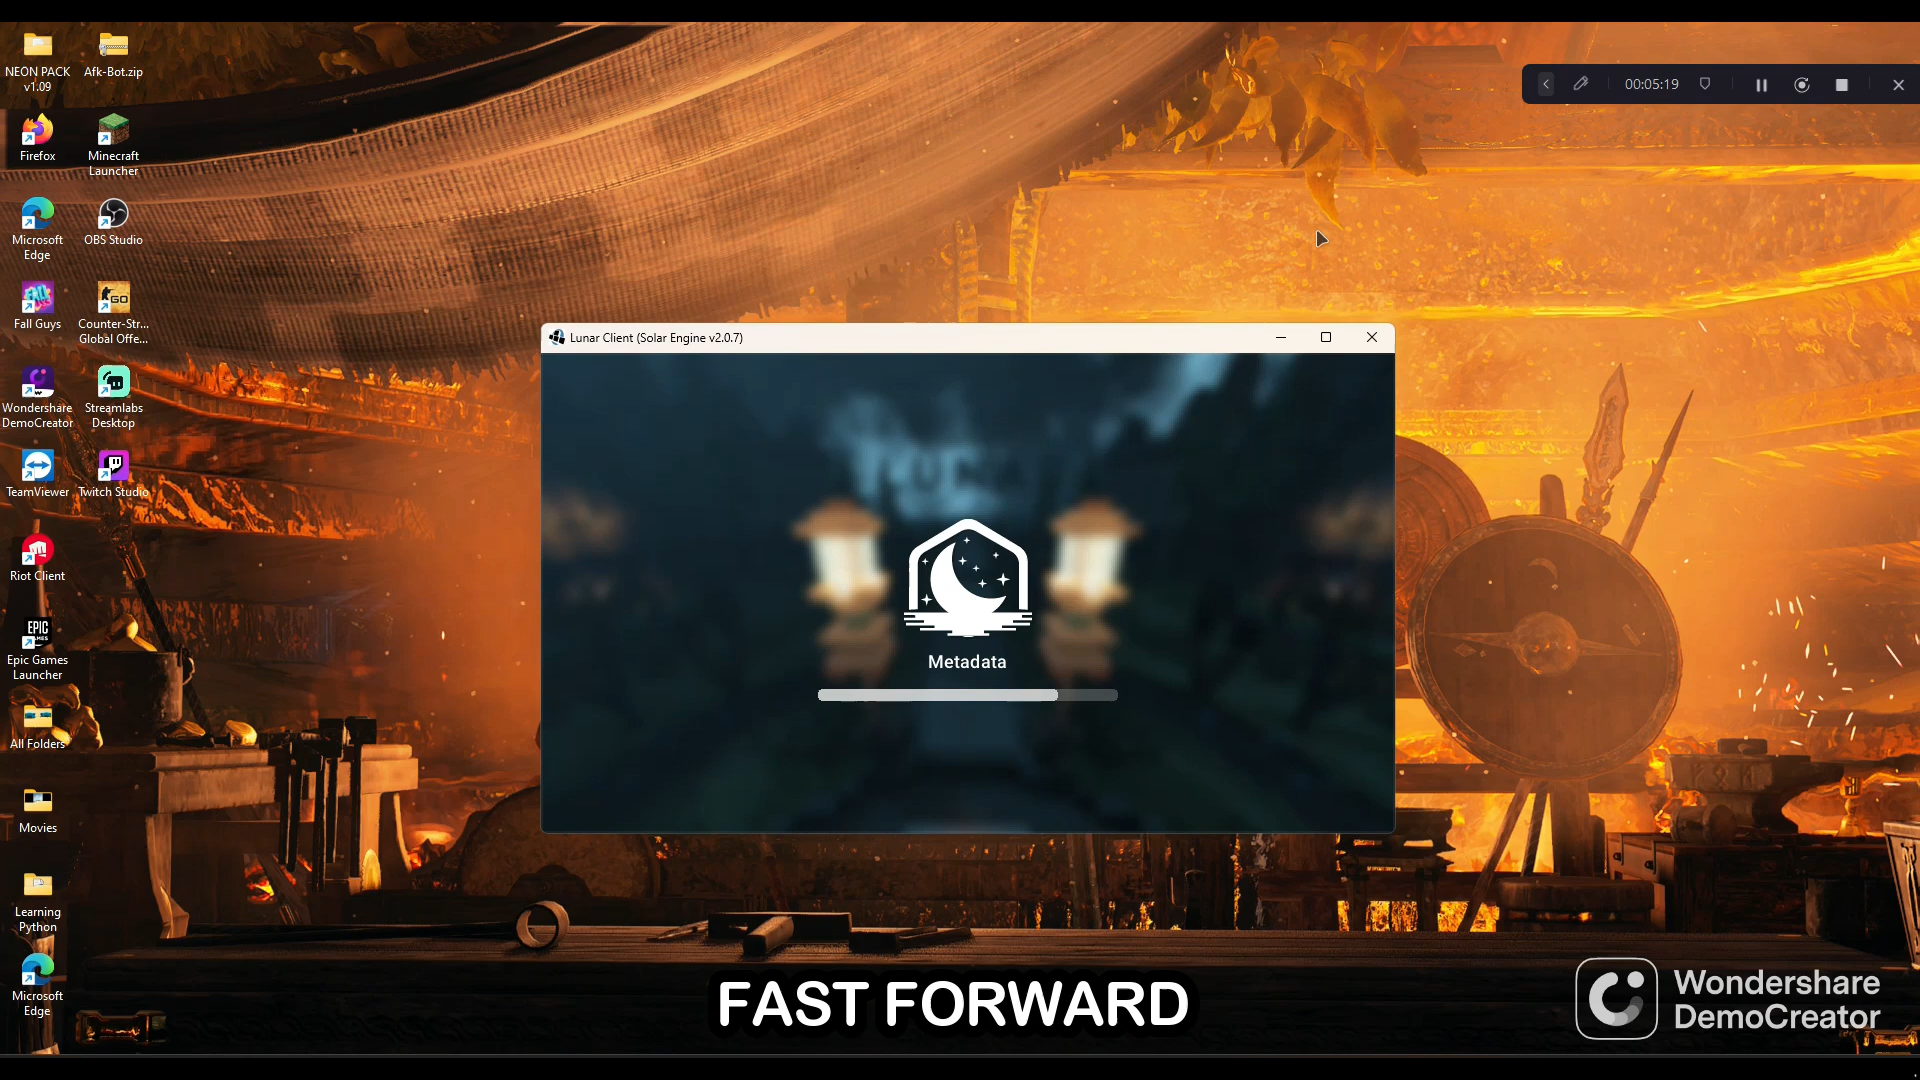 NEON PACK
v1.09
Afk-Bot.zip
00:05:19
Firefox
Minecraft
Launcher
Microsoft
Edge
OBS Studio
Fall Guys
GO
Counter-Str...
Global Offe...
Lunar Client (Solar Engine v2.0.7)
Wondershare
DemoCreator
Streamlabs
Desktop
TeamViewer
Twitch Studio
Riot Client
EPIC
Epic Games
Launcher
Metadata
All Folders
Movies
Learning
Python
Microsoft
Edge
FAST FORWARD
Wondershare
DemoCreator